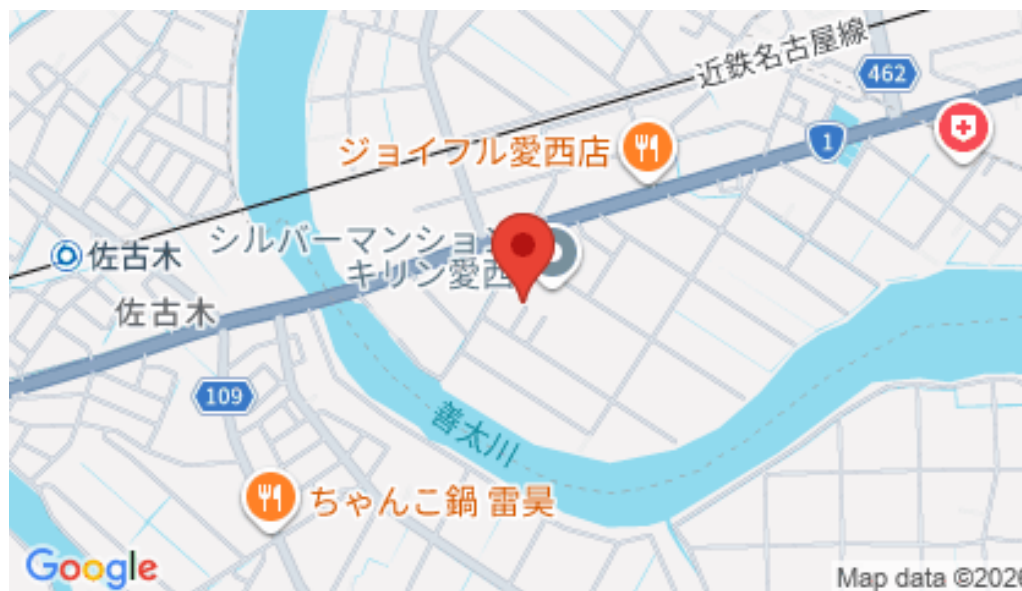 近鉄名古屋線
462
1
ジョイフル愛西店
シルバーマンション
キリン愛西
佐古木
佐古木
109
善太川
ちゃんこ鍋 雷昊
Google
Map data ©2026